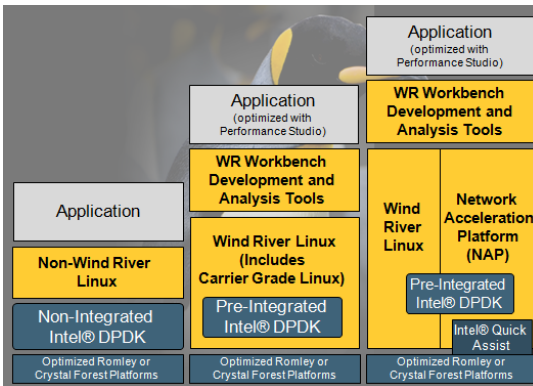 Application
Non-Wind River
Linux
Non-Integrated
Intel® DPDK
Optimized Romley or
Crystal Forest Platforms
Application
(optimized with
Performance Studio)
WR Workbench
Development and
Analysis Tools
Wind River Linux
(Includes
Carrier Grade Linux)
Pre-Integrated
Intel® DPDK
Optimized Romley or
Crystal Forest Platforms
Application
(optimized with
Performance Studio)
WR Workbench
Development and
Analysis Tools
Wind
River
Linux
Network
Acceleration
Platform
(NAP)
Pre-Integrated
Intel® DPDK
Intel® Quick
Assist
Optimized Romley or
Crystal Forest Platforms